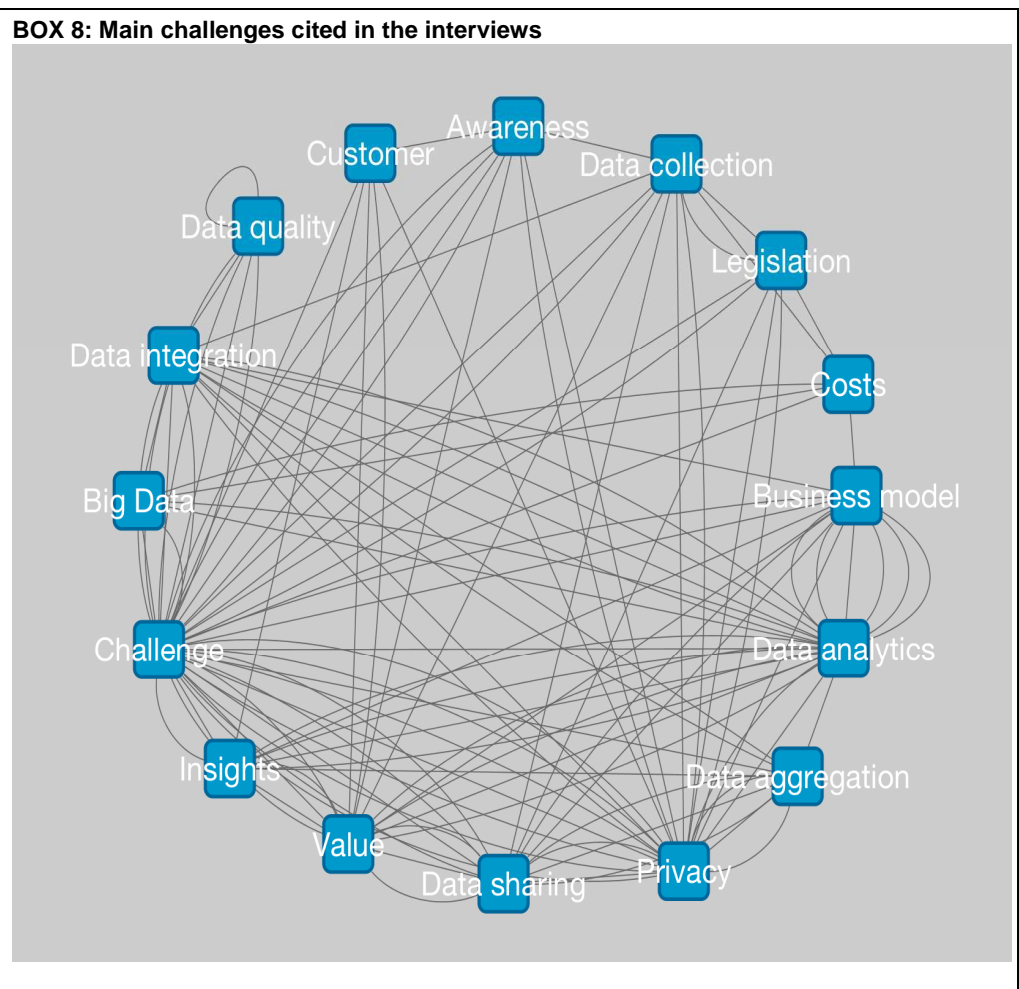 BOX 8: Main challenges cited in the interviews
Awareness
Customer
Data collection
Data quality
Legislation
Data integration
Costs
Big Data
Business model
Challenge
Data analytics
Insights
Data aggregation
Value
Data sharing
Privacy